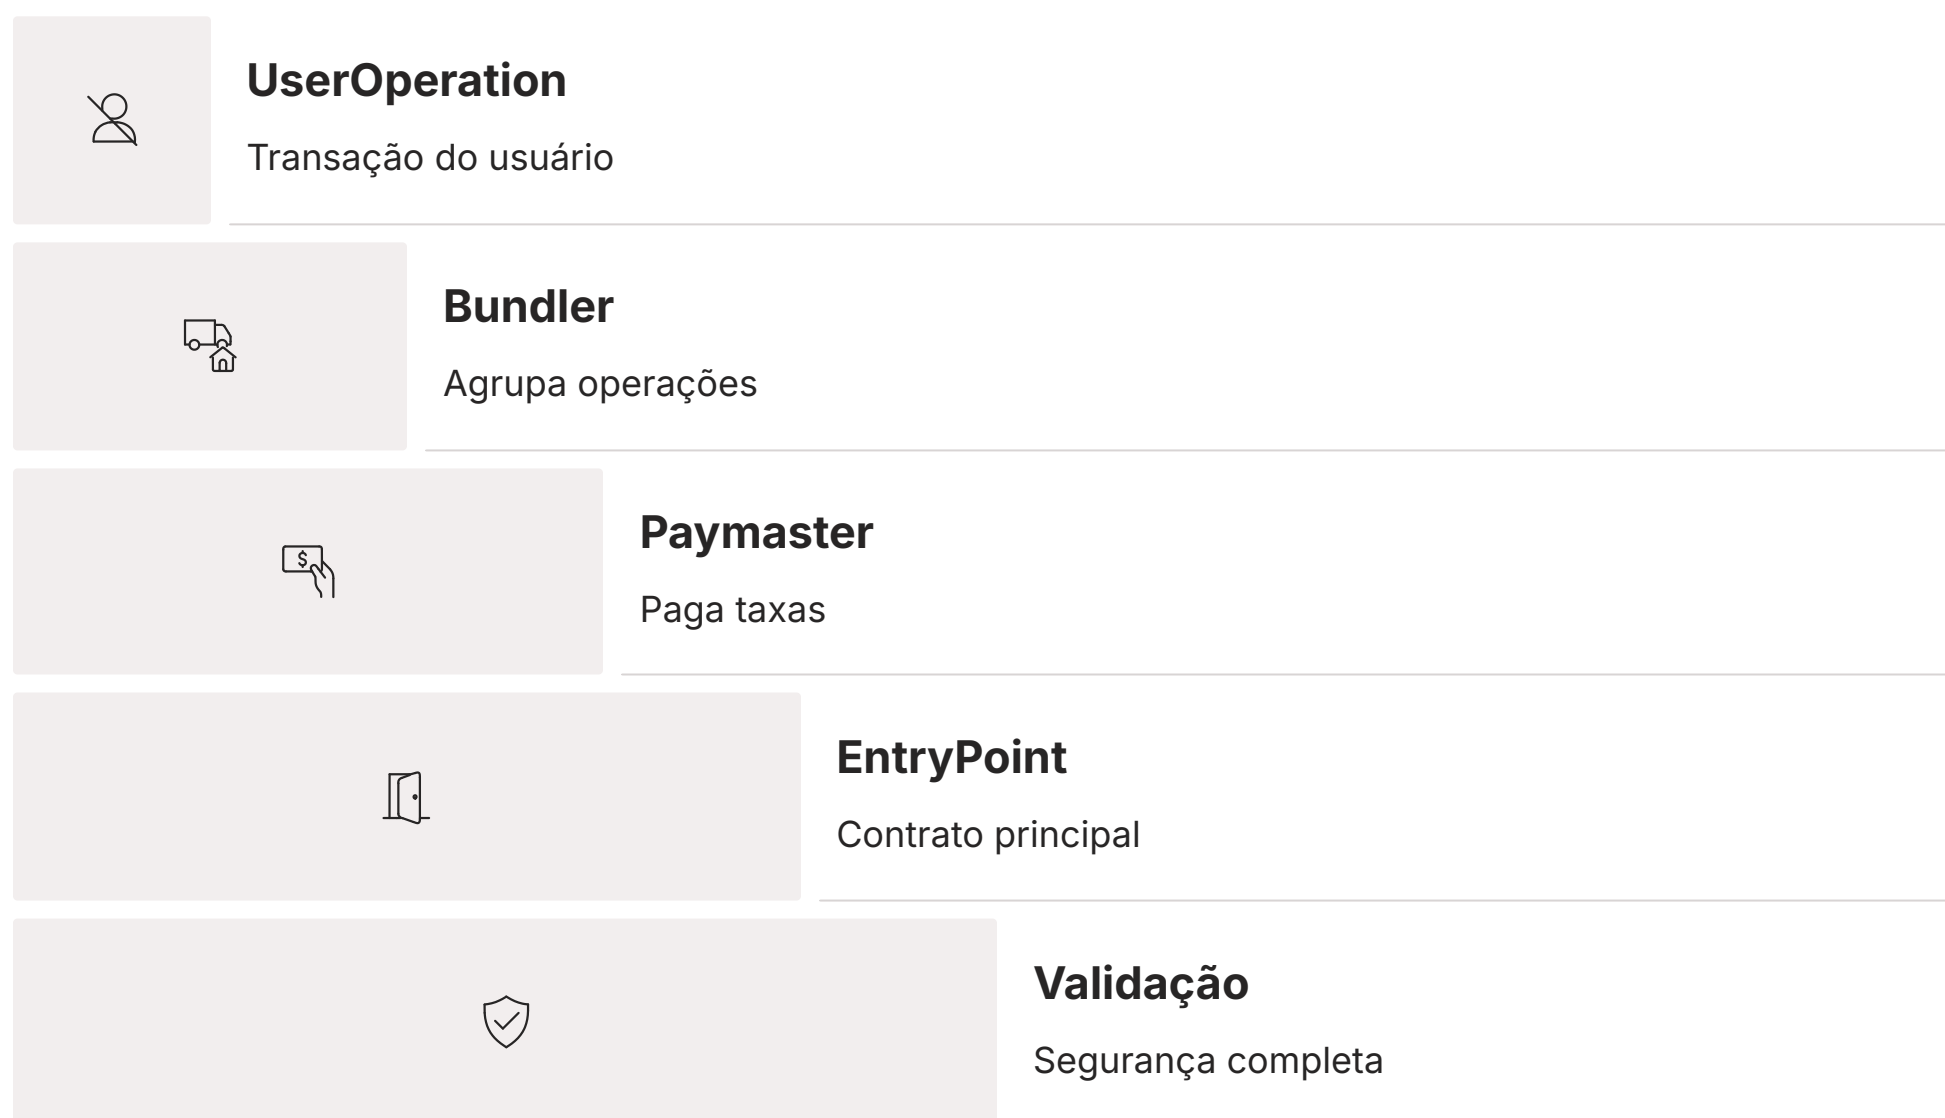 UserOperation
Transação do usuário
Bundler
Agrupa operações
$
Paymaster
Paga taxas
EntryPoint
Contrato principal
Validação
Segurança completa